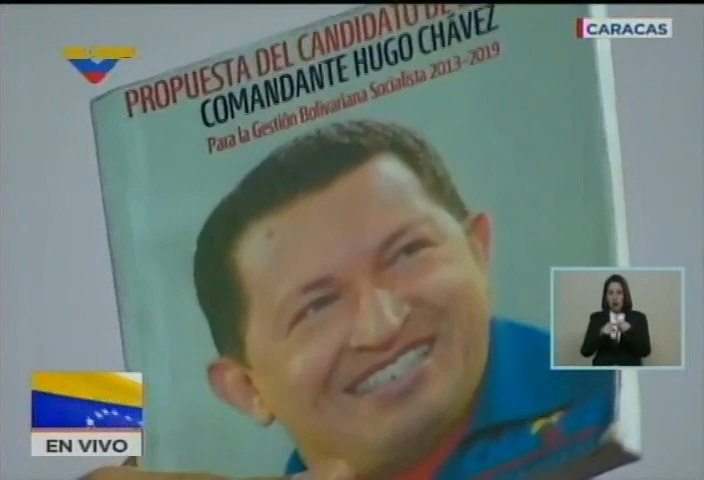 CARACAS
PROPUESTA DEL CANDIDATO DE
COMANDANTE HUGO CHÁVEZ
Para la Gestión Bolivariana Socialista 2013-2019
EN VIVO